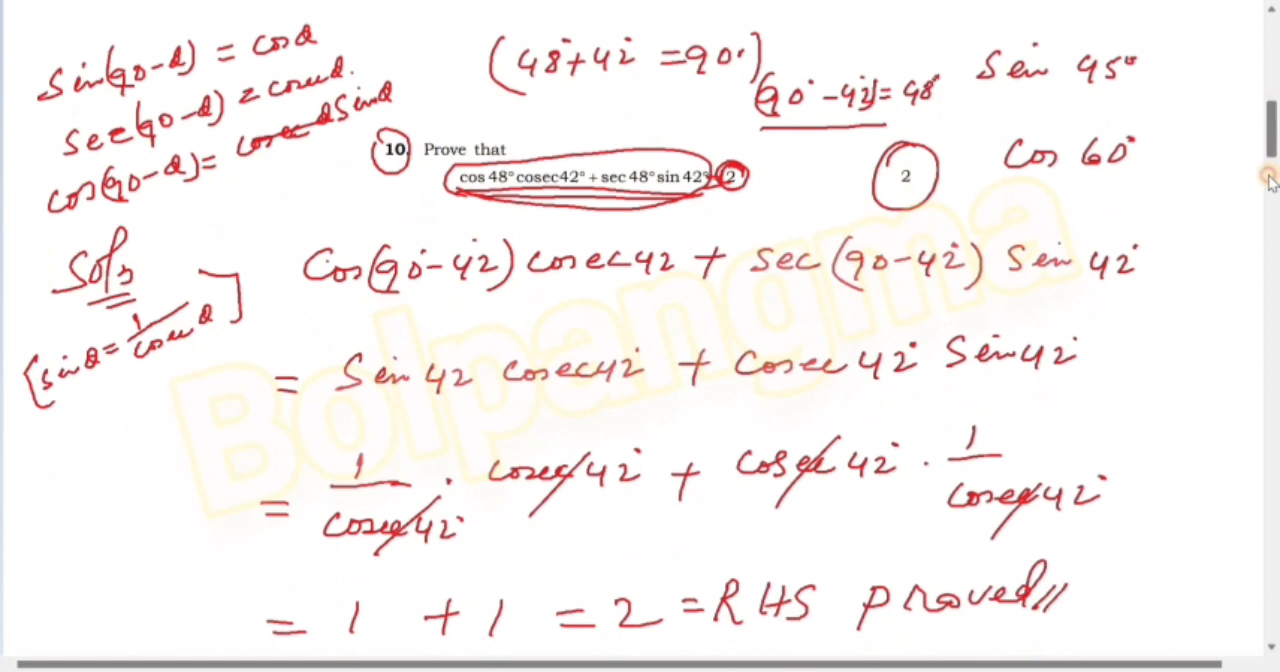 sin(90-θ) = cosθ
sec(90-θ) = cosecθ.
cos(90-θ) = sinθ
(48°+42° = 90°)
(90° - 42°) = 48°
sin 45°
cos 60°
10. Prove that
cos 48° cosec42° + sec 48° sin 42° = 2
2
Soln
{sinθ = 1/cosecθ]
Cos(90°-42°) cosec42 + sec (90-42°) Sin 42°
= Sin 42 cosec42° + cosec 42° Sin42°
= 1/cosec42° . cosec42° + cosec 42° . 1/cosec42°
= 1 + 1 = 2 = RHS proved//
Bolpangma